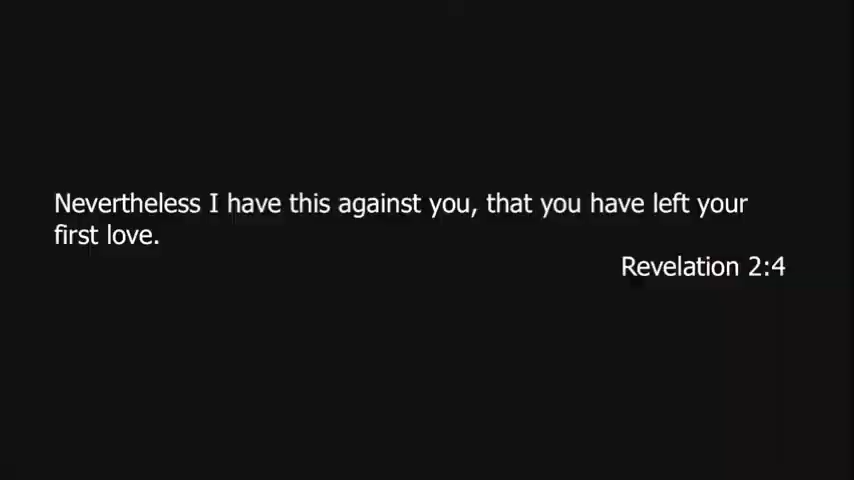 Nevertheless I have this against you, that you have left your
first love.
Revelation 2:4